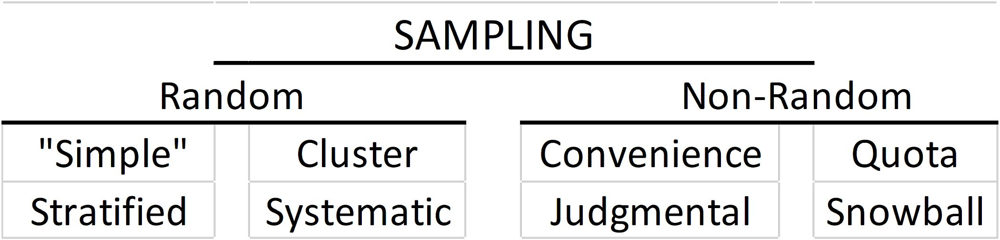 SAMPLING
Random Non-Random
"Simple" Cluster Convenience Quota
Stratified Systematic Judgmental Snowball